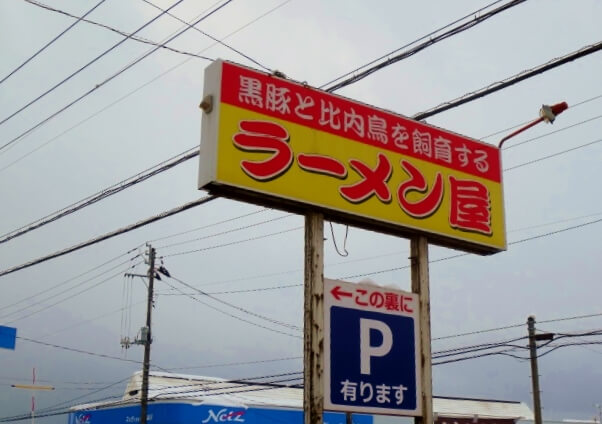 黒豚と比内鳥を飼育する
ラーメン屋
←この裏に
P
有ります
Netz
Netz